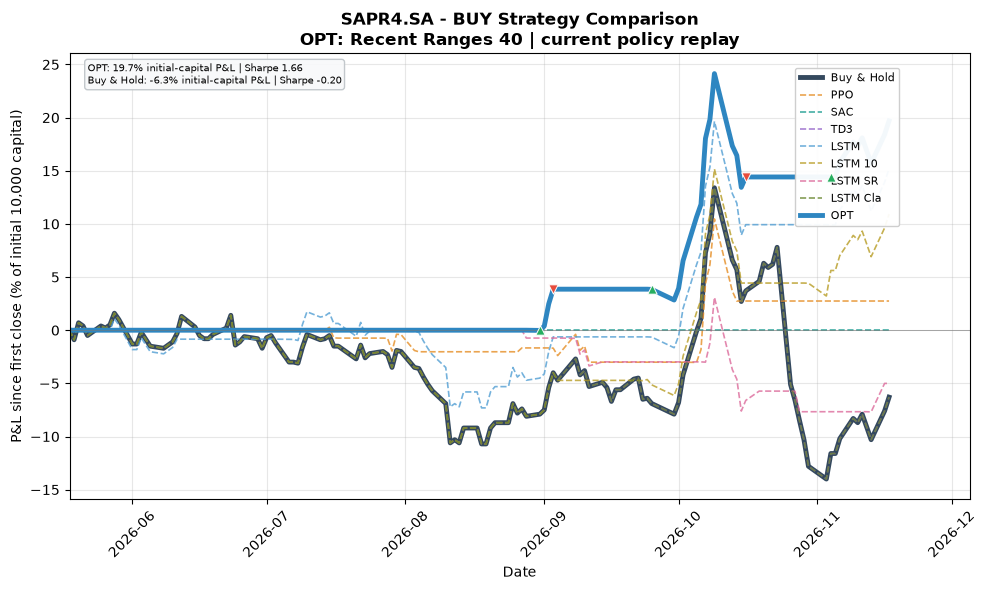 SAPR4.SA - BUY Strategy Comparison
OPT: Recent Ranges 40 | current policy replay
OPT: 19.7% initial-capital P&L | Sharpe 1.66
Buy & Hold: -6.3% initial-capital P&L | Sharpe -0.20
Buy & Hold
PPO
SAC
TD3
LSTM
LSTM 10
LSTM SR
LSTM Cla
OPT
P&L since first close (% of initial 10,000 capital)
25
20
15
10
5
0
−5
−10
−15
2026-06
2026-07
2026-08
2026-09
2026-10
2026-11
2026-12
Date